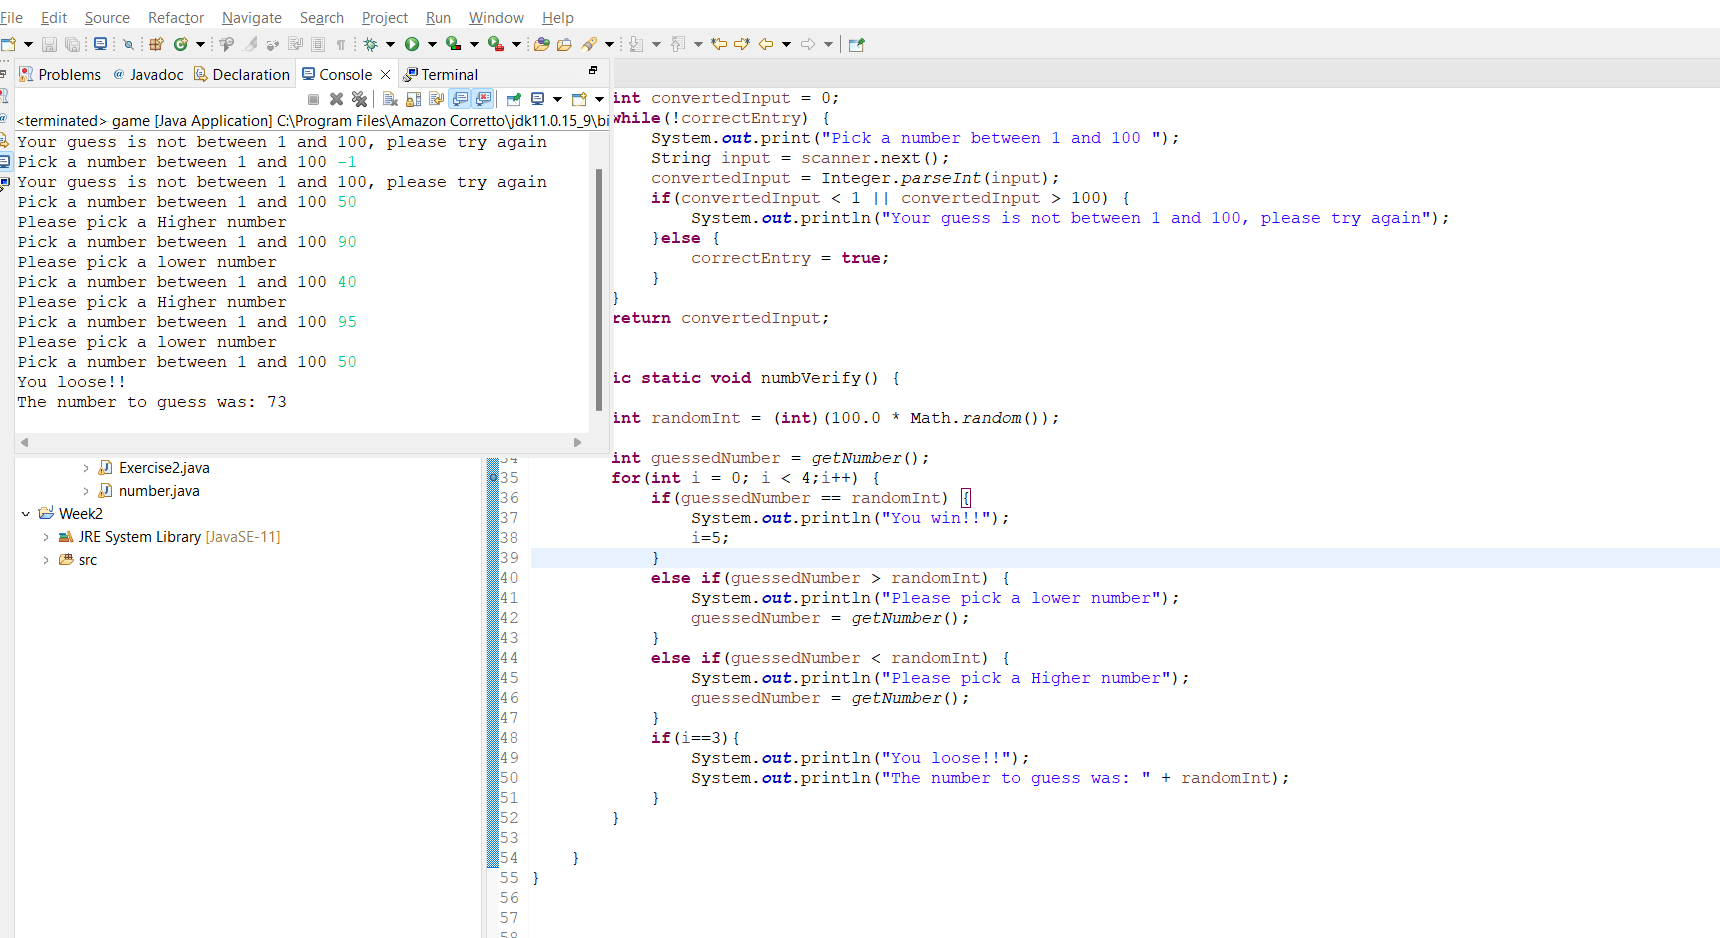 File Edit Source Refactor Navigate Search Project Run Window Help
Problems @ Javadoc Declaration Console Terminal
<terminated> game [Java Application] C:\Program Files\Amazon Corretto\jdk11.0.15_9\bi
Your guess is not between 1 and 100, please try again
Pick a number between 1 and 100 -1
Your guess is not between 1 and 100, please try again
Pick a number between 1 and 100 50
Please pick a Higher number
Pick a number between 1 and 100 90
Please pick a lower number
Pick a number between 1 and 100 40
Please pick a Higher number
Pick a number between 1 and 100 95
Please pick a lower number
Pick a number between 1 and 100 50
You loose!!
The number to guess was: 73
Exercise2.java
number.java
Week2
JRE System Library [JavaSE-11]
src
int convertedInput = 0;
while(!correctEntry) {
System.out.print("Pick a number between 1 and 100 ");
String input = scanner.next();
convertedInput = Integer.parseInt(input);
if(convertedInput < 1 || convertedInput > 100) {
System.out.println("Your guess is not between 1 and 100, please try again");
}else {
correctEntry = true;
}
}
return convertedInput;
ic static void numbVerify() {
int randomInt = (int)(100.0 * Math.random());
34 int guessedNumber = getNumber();
35 for(int i = 0; i < 4;i++) {
36 if(guessedNumber == randomInt) {
37 System.out.println("You win!!");
38 i=5;
39 }
40 else if(guessedNumber > randomInt) {
41 System.out.println("Please pick a lower number");
42 guessedNumber = getNumber();
43 }
44 else if(guessedNumber < randomInt) {
45 System.out.println("Please pick a Higher number");
46 guessedNumber = getNumber();
47 }
48 if(i==3){
49 System.out.println("You loose!!");
50 System.out.println("The number to guess was: " + randomInt);
51 }
52 }
53
54 }
55 }
56
57
58